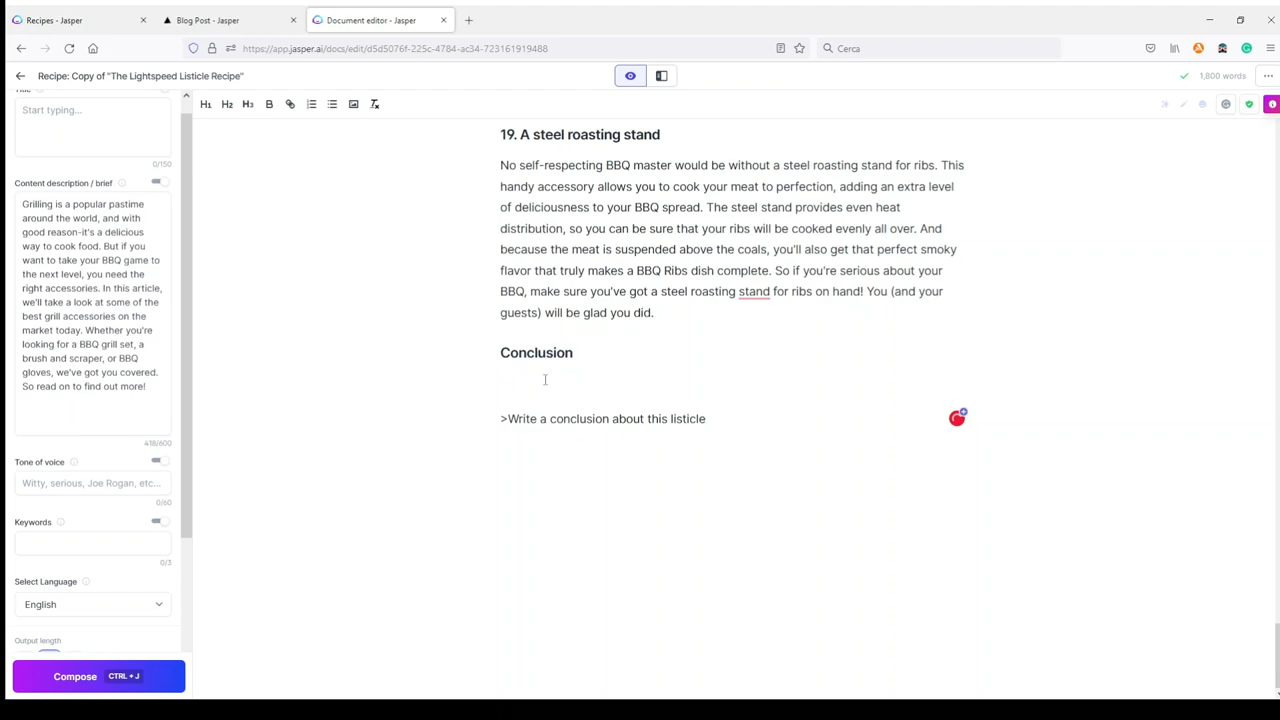 Recipes - Jasper
Blog Post - Jasper
Document editor - Jasper
https://app.jasper.ai/docs/edit/d5d5076f-225c-4784-ac34-723161919488
Cerca
Recipe: Copy of "The Lightspeed Listicle Recipe"
1,800 words
H1 H2 H3 B
Title
Start typing...
0/150
Content description / brief
Grilling is a popular pastime
around the world, and with
good reason-it's a delicious
way to cook food. But if you
want to take your BBQ game to
the next level, you need the
right accessories. In this article,
we'll take a look at some of the
best grill accessories on the
market today. Whether you're
looking for a BBQ grill set, a
brush and scraper, or BBQ
gloves, we've got you covered.
So read on to find out more!
418/600
Tone of voice
Witty, serious, Joe Rogan, etc...
0/60
Keywords
0/3
Select Language
English
Output length
Compose CTRL + J
19. A steel roasting stand
No self-respecting BBQ master would be without a steel roasting stand for ribs. This
handy accessory allows you to cook your meat to perfection, adding an extra level
of deliciousness to your BBQ spread. The steel stand provides even heat
distribution, so you can be sure that your ribs will be cooked evenly all over. And
because the meat is suspended above the coals, you'll also get that perfect smoky
flavor that truly makes a BBQ Ribs dish complete. So if you're serious about your
BBQ, make sure you've got a steel roasting stand for ribs on hand! You (and your
guests) will be glad you did.
Conclusion
>Write a conclusion about this listicle